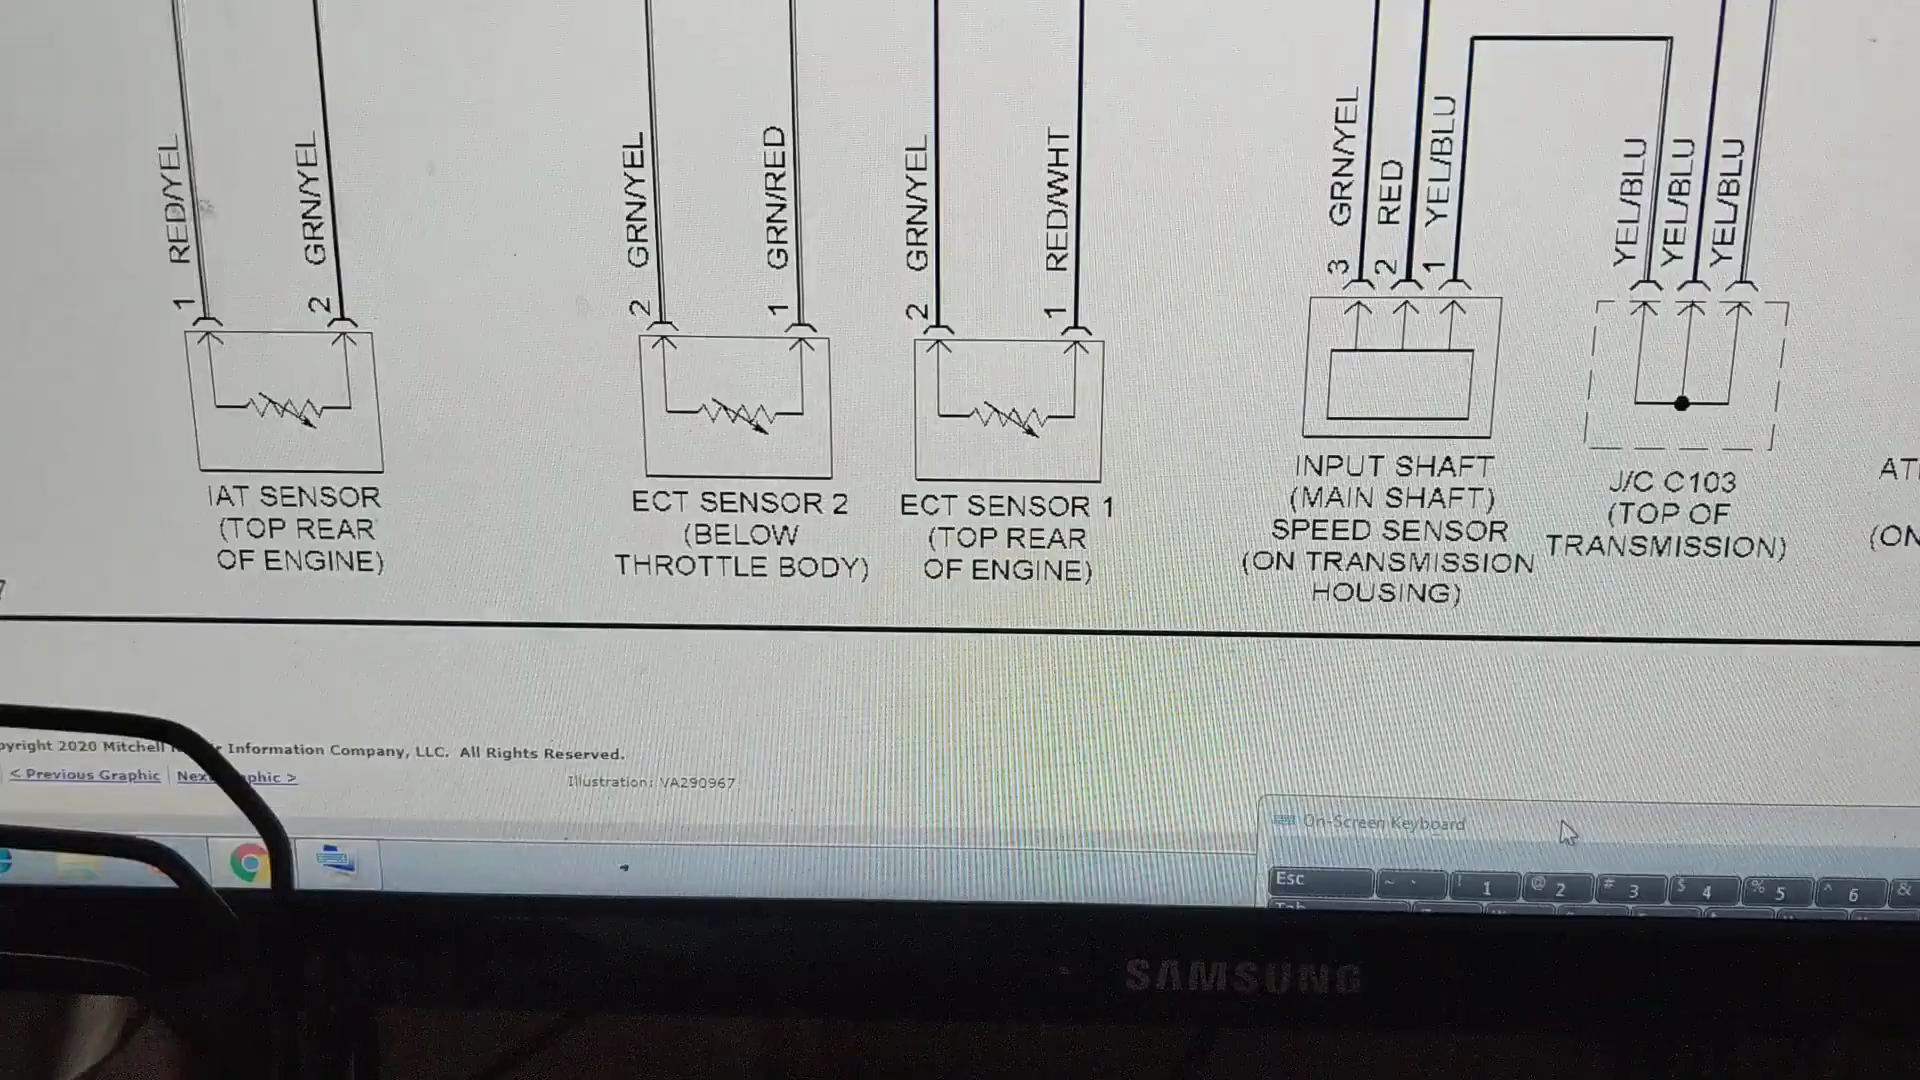 RED/YEL
GRN/YEL
GRN/YEL
GRN/RED
GRN/YEL
RED/WHT
GRN/YEL
RED
YEL/BLU
YEL/BLU
YEL/BLU
YEL/BLU
1
2
2
1
2
1
3
2
1
IAT SENSOR
(TOP REAR
OF ENGINE)
ECT SENSOR 2
(BELOW
THROTTLE BODY)
ECT SENSOR 1
(TOP REAR
OF ENGINE)
INPUT SHAFT
(MAIN SHAFT)
SPEED SENSOR
(ON TRANSMISSION
HOUSING)
J/C C103
(TOP OF
TRANSMISSION)
(ON
pyright 2020 Mitchell Information Company, LLC. All Rights Reserved.
< Previous Graphic
Illustration: VA290967
On-Screen Keyboard
Esc ~ ` ! 1 @ 2 # 3 $ 4 % 5 ^ 6 &
SAMSUNG